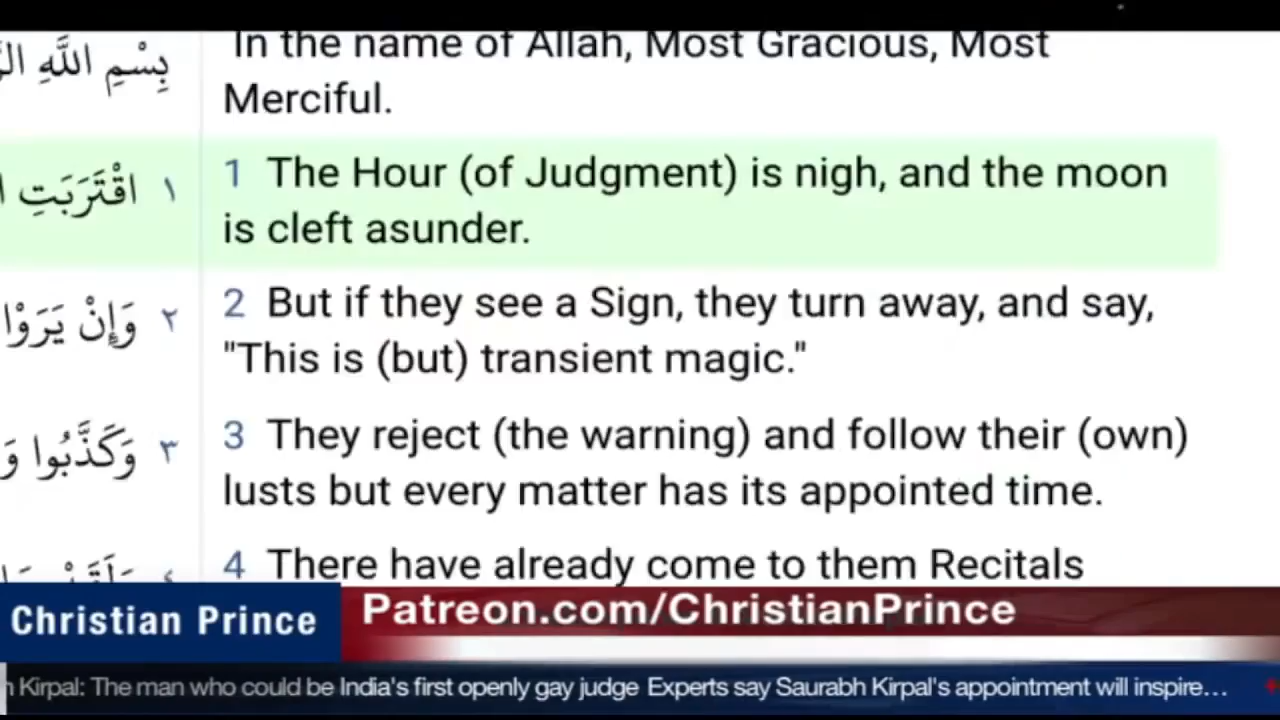 بِسْمِ اللَّهِ
In the name of Allah, Most Gracious, Most
Merciful.
١ اقْتَرَبَتِ
1 The Hour (of Judgment) is nigh, and the moon
is cleft asunder.
٢ وَإِنْ يَرَوْا
2 But if they see a Sign, they turn away, and say,
"This is (but) transient magic."
٣ وَكَذَّبُوا
3 They reject (the warning) and follow their (own)
lusts but every matter has its appointed time.
4 There have already come to them Recitals
Christian Prince
Patreon.com/ChristianPrince
Kirpal: The man who could be India's first openly gay judge Experts say Saurabh Kirpal's appointment will inspire...